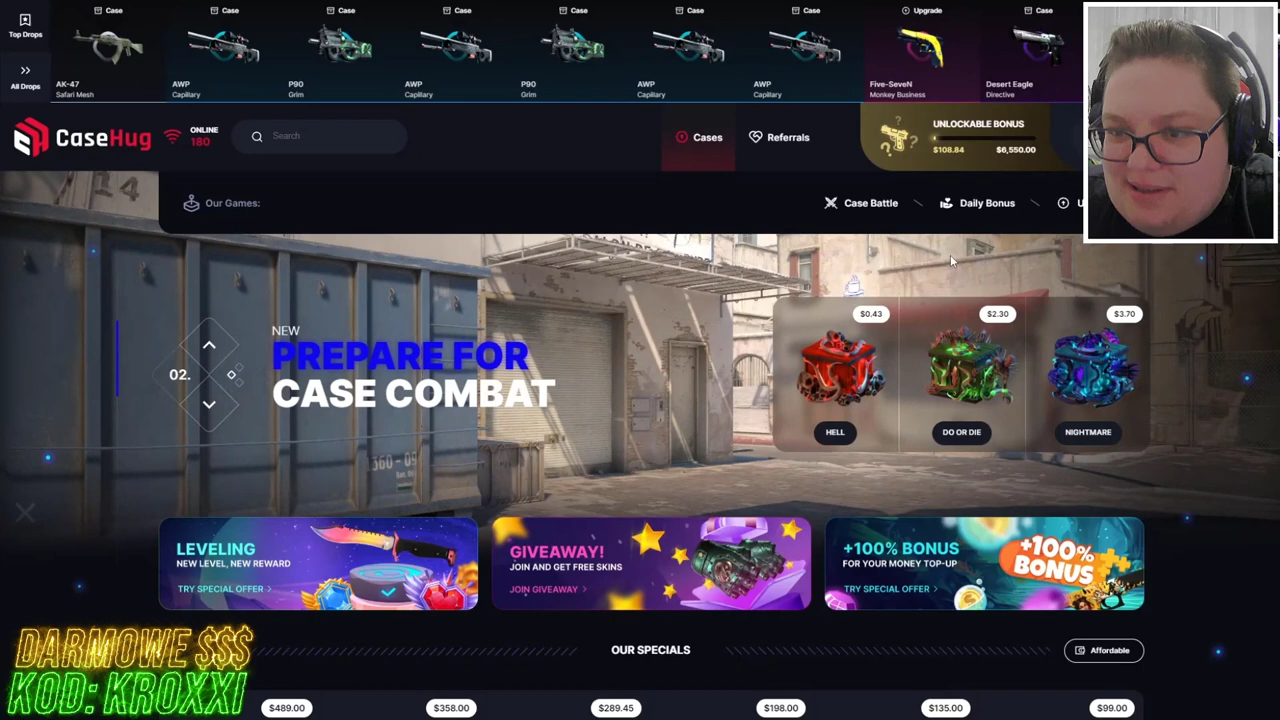 Top Drops
All Drops
Case
AK-47
Safari Mesh
Case
AWP
Capillary
Case
P90
Grim
Case
AWP
Capillary
Case
P90
Grim
Case
AWP
Capillary
Case
AWP
Capillary
Upgrade
Five-SeveN
Monkey Business
Case
Desert Eagle
Directive
CaseHug
ONLINE
180
Search
Cases
Referrals
UNLOCKABLE BONUS
$108.84
$6,550.00
Our Games:
Case Battle
Daily Bonus
U
14
1360-09
02.
NEW
PREPARE FOR
CASE COMBAT
$0.43
$2.30
$3.70
HELL
DO OR DIE
NIGHTMARE
LEVELING
NEW LEVEL, NEW REWARD
TRY SPECIAL OFFER >
GIVEAWAY!
JOIN AND GET FREE SKINS
JOIN GIVEAWAY >
+100% BONUS
FOR YOUR MONEY TOP-UP
TRY SPECIAL OFFER >
+100%
BONUS
OUR SPECIALS
Affordable
DARMOWE $$$
KOD: KROXXI
$489.00
$358.00
$289.45
$198.00
$135.00
$99.00